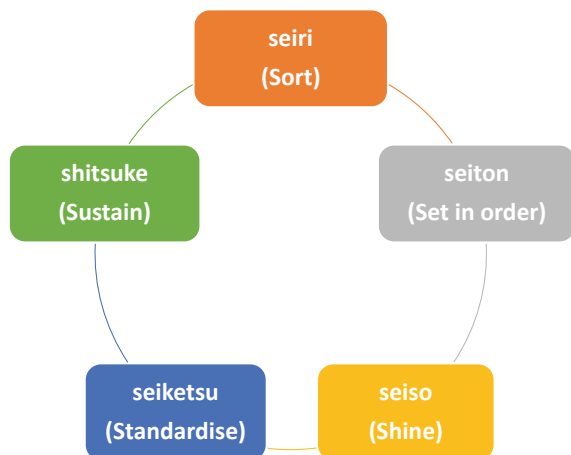 seiri
(Sort)
seiton
(Set in order)
seiso
(Shine)
seiketsu
(Standardise)
shitsuke
(Sustain)